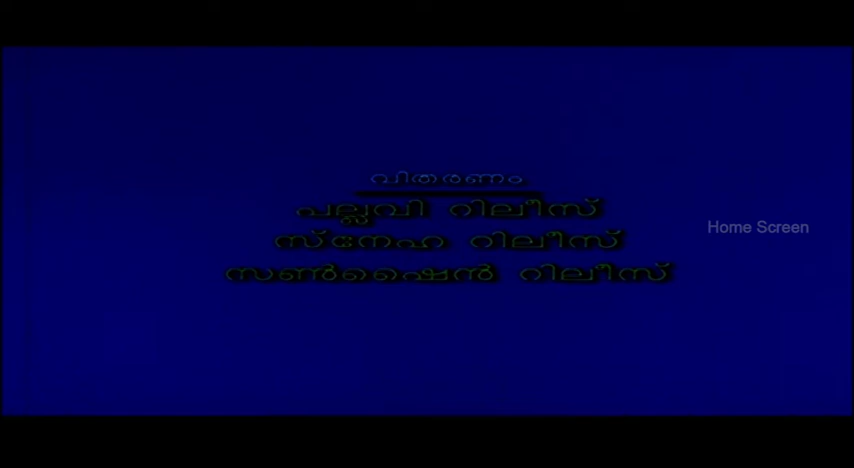 വിതരണം
പല്ലവി റിലീസ്
സ്നേഹ റിലീസ്
Home Screen
സൺഷൈൻ റിലീസ്